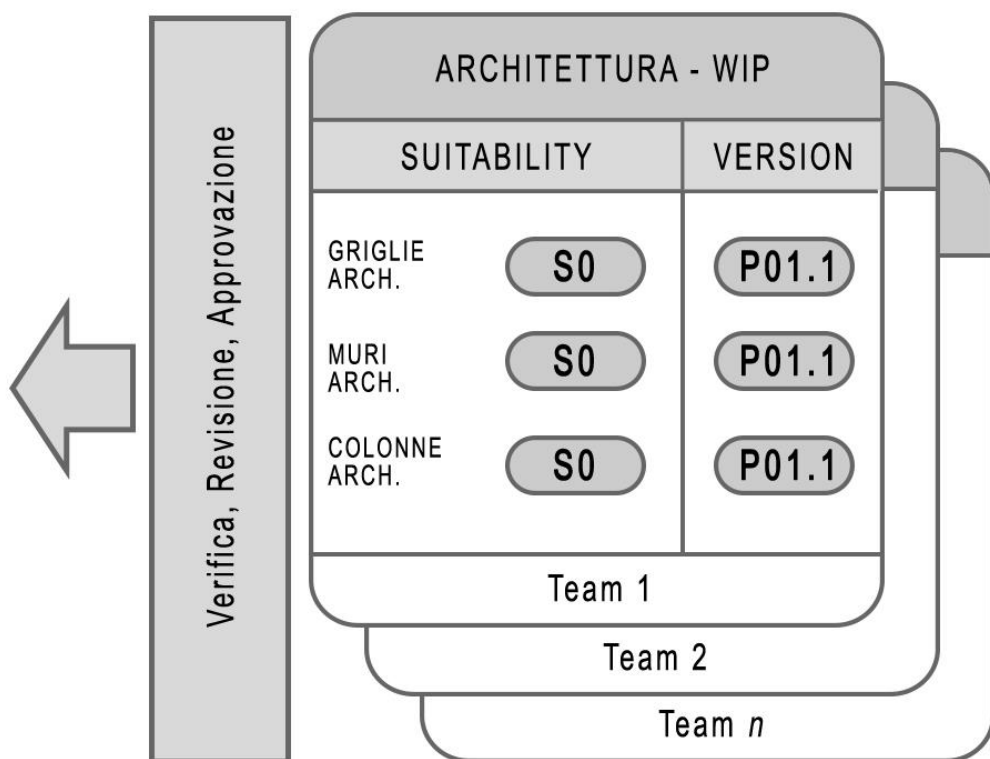 Verifica, Revisione, Approvazione
ARCHITETTURA - WIP
SUITABILITY VERSION
GRIGLIE
ARCH.
S0 P01.1
MURI
ARCH.
S0 P01.1
COLONNE
ARCH.
S0 P01.1
Team 1
Team 2
Team n